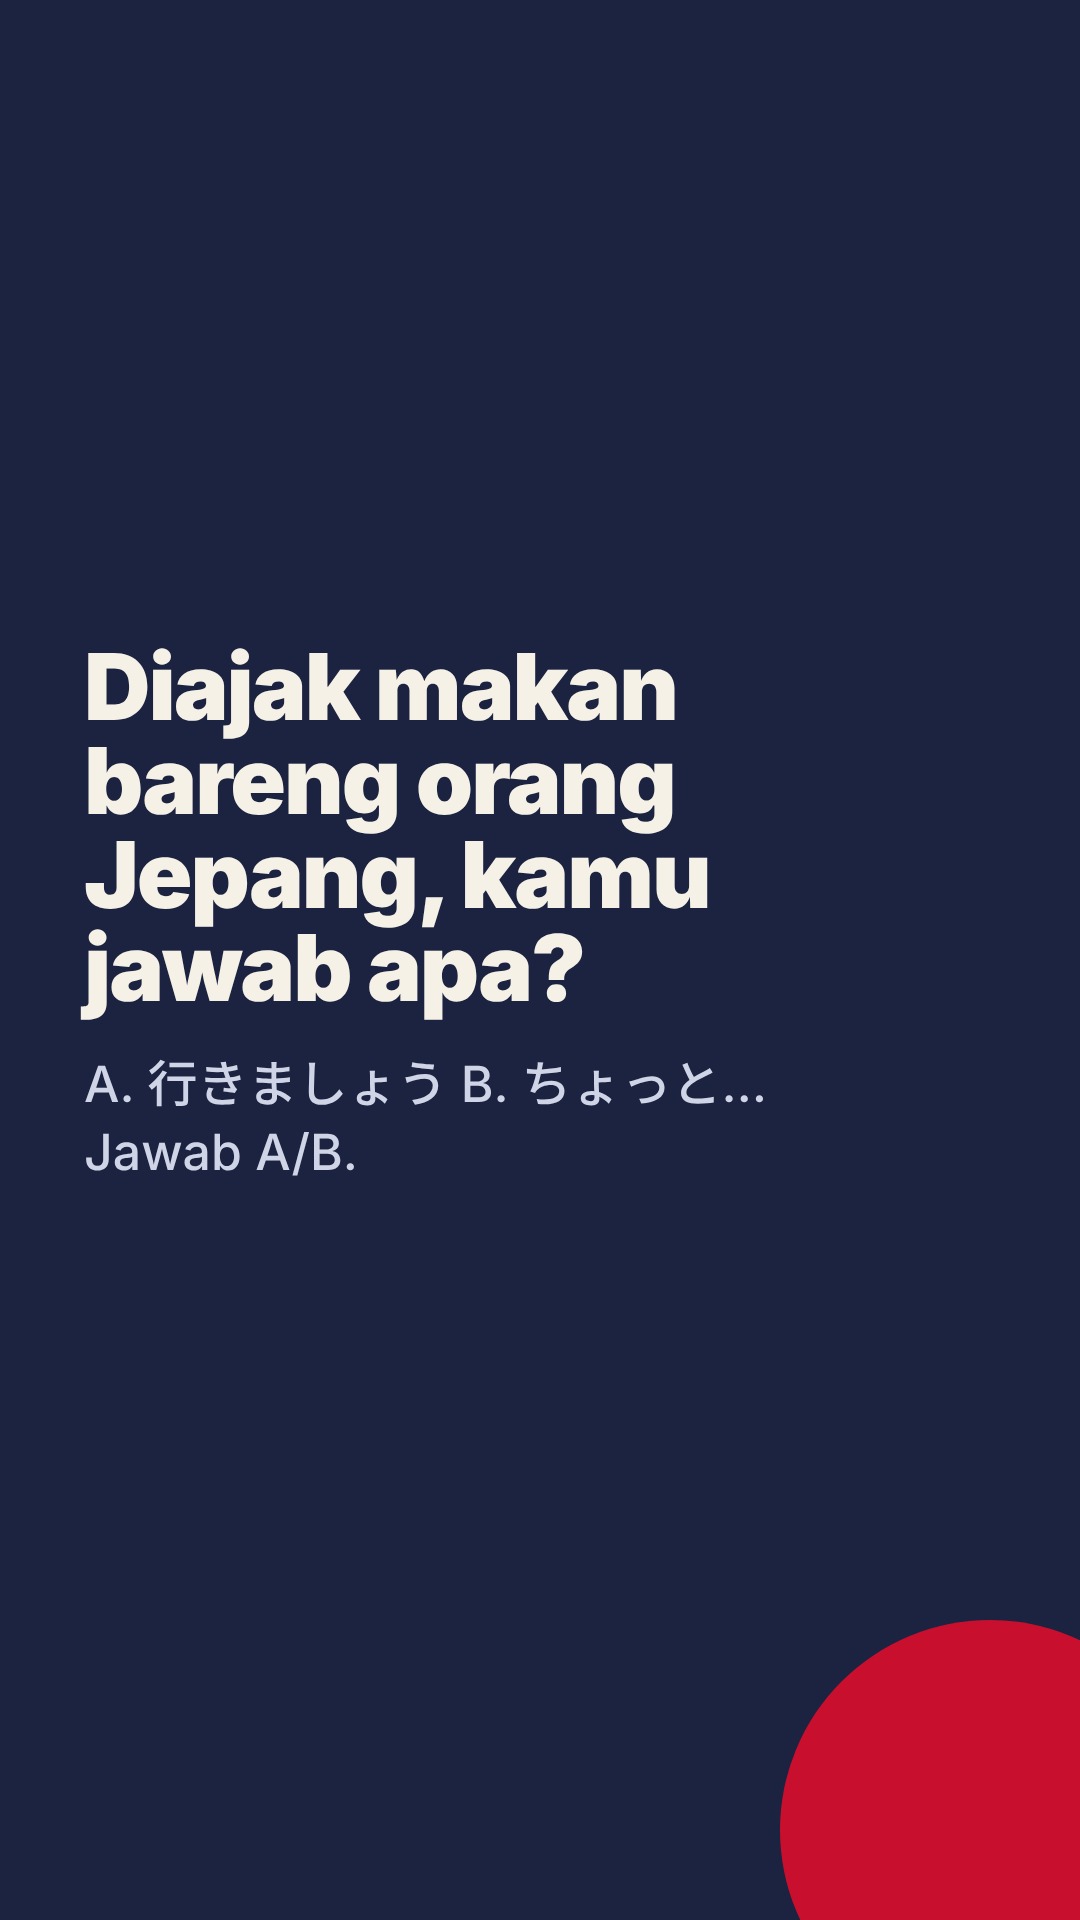 Diajak makan
bareng orang
Jepang, kamu
jawab apa?
A. 行きましょう B. ちょっと…
Jawab A/B.